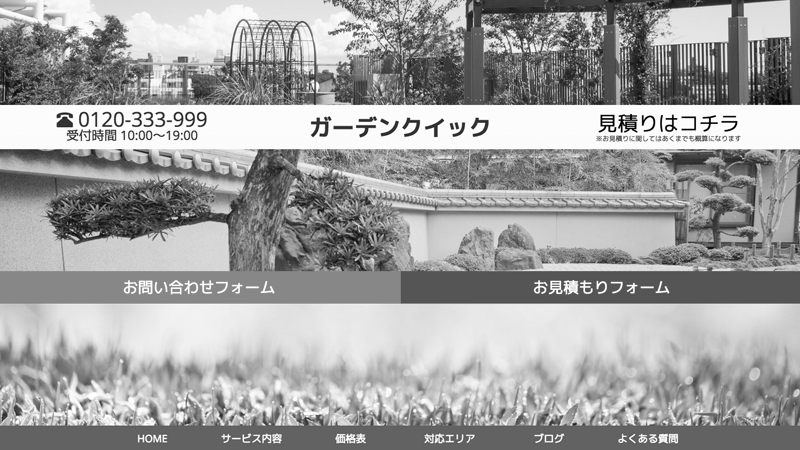 ☎0120-333-999
受付時間 10:00～19:00
ガーデンクイック
見積りはコチラ
※お見積りに関してはあくまでも概算になります
お問い合わせフォーム
お見積もりフォーム
HOME サービス内容 価格表 対応エリア ブログ よくある質問